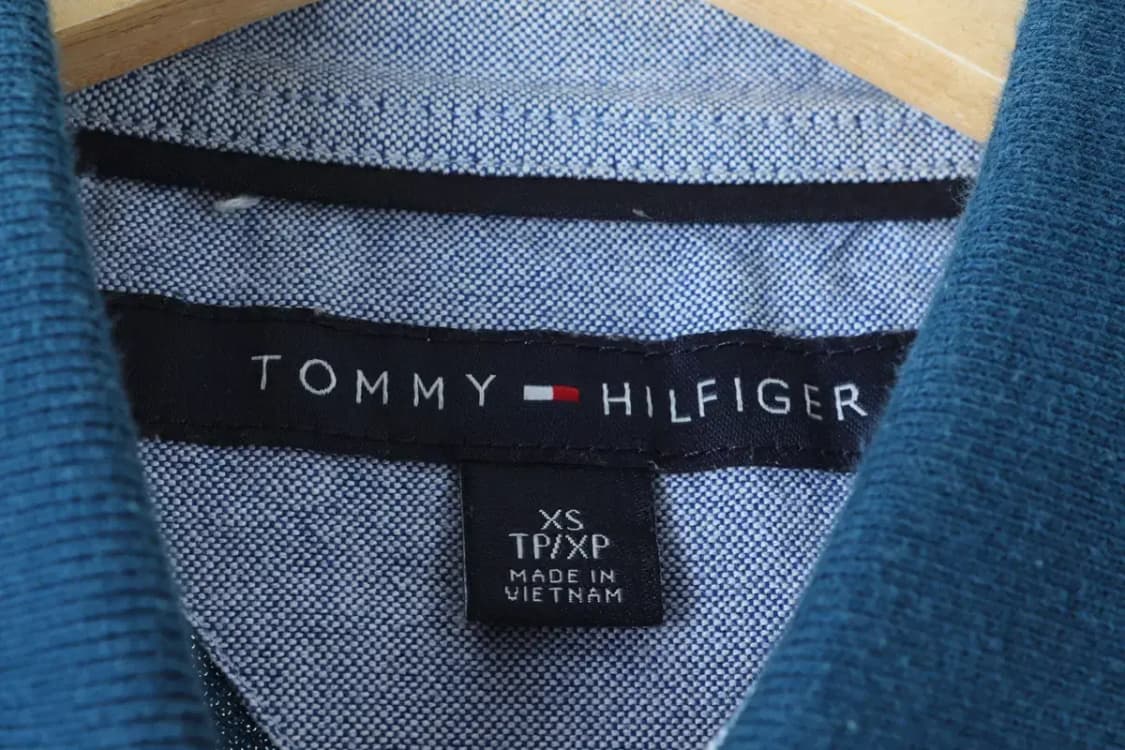 TOMMY HILFIGER
XS
TP/XP
MADE IN
VIETNAM